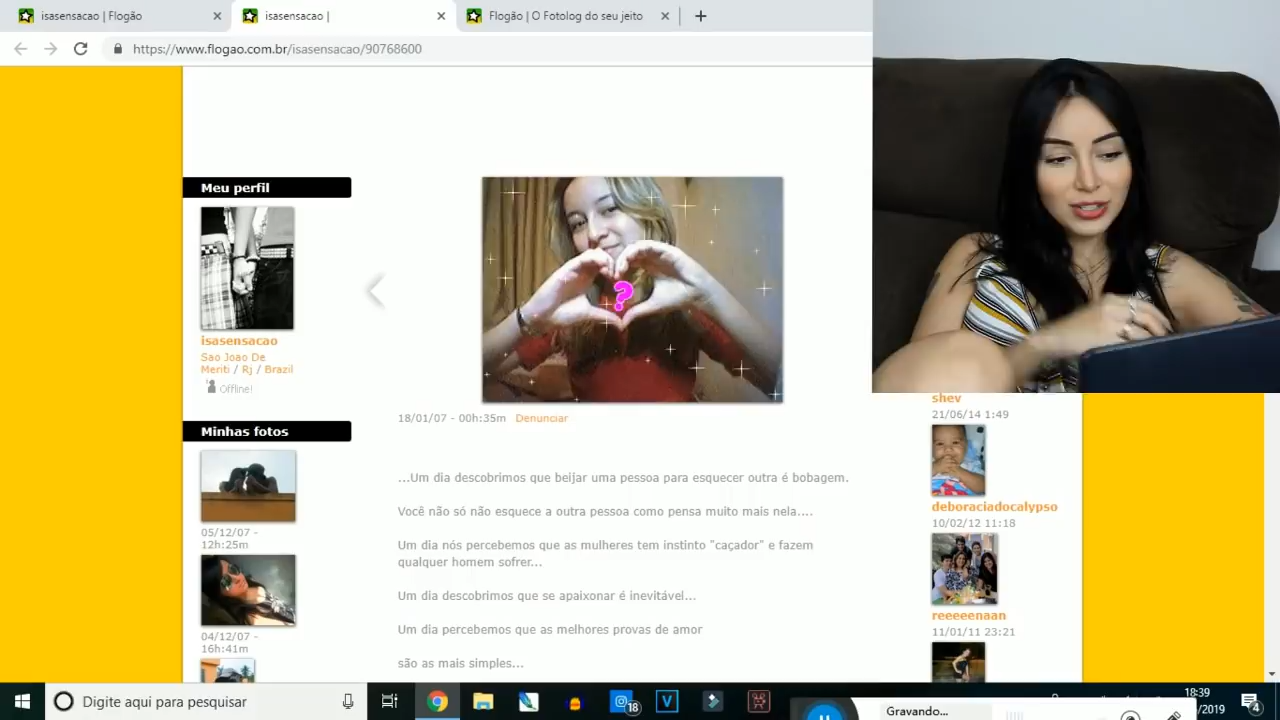 isasensacao | Flogão
isasensacao |
Flogão | O Fotolog do seu jeito
https://www.flogao.com.br/isasensacao/90768600
Meu perfil
isasensacao
Sao Joao De
Meriti / Rj / Brazil
Offline!
Minhas fotos
05/12/07 -
12h:25m
04/12/07 -
16h:41m
?
18/01/07 - 00h:35m Denunciar
...Um dia descobrimos que beijar uma pessoa para esquecer outra é bobagem.
Você não só não esquece a outra pessoa como pensa muito mais nela....
Um dia nós percebemos que as mulheres tem instinto "caçador" e fazem
qualquer homem sofrer...
Um dia descobrimos que se apaixonar é inevitável...
Um dia percebemos que as melhores provas de amor
são as mais simples...
shev
21/06/14 1:49
deboraciadocalypso
10/02/12 11:18
reeeeenaan
11/01/11 23:21
Digite aqui para pesquisar
18
V
Gravando...
18:39
/2019
4